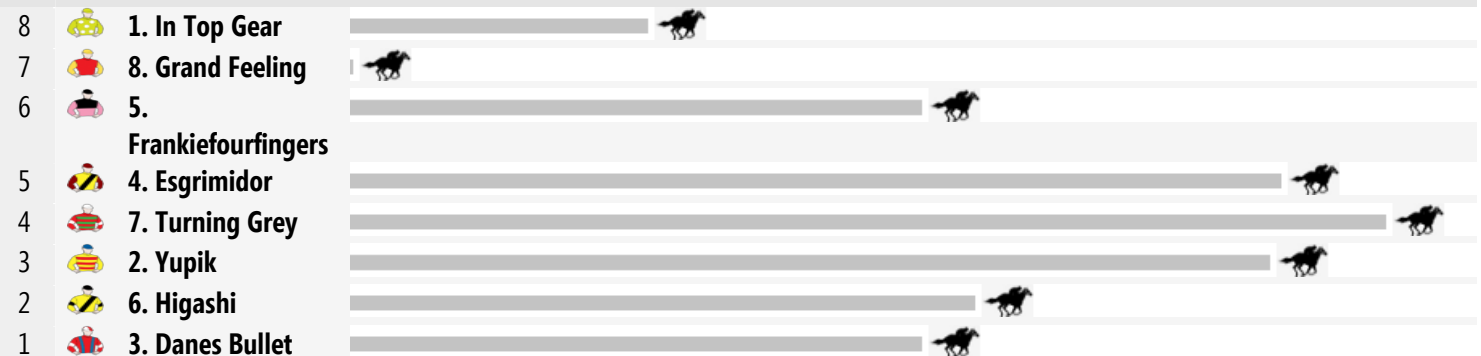 8 1. In Top Gear
7 8. Grand Feeling
6 5.
Frankiefourfingers
5 4. Esgrimidor
4 7. Turning Grey
3 2. Yupik
2 6. Higashi
1 3. Danes Bullet